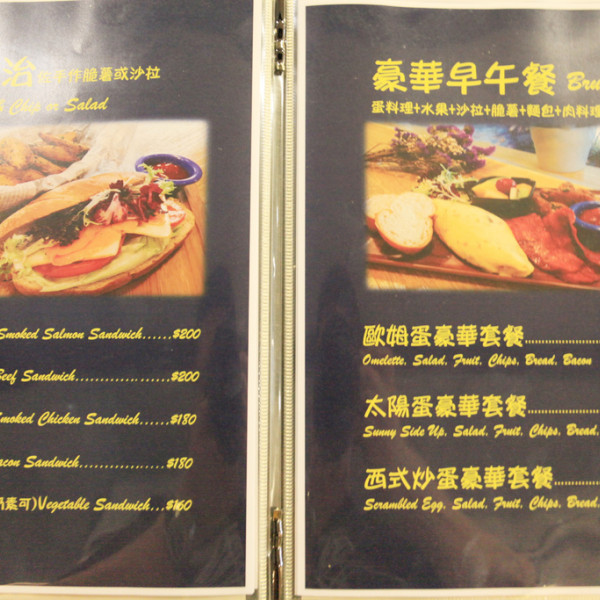 治 手作脆薯或沙拉
Chip or Salad
Smoked Salmon Sandwich......$200
Beef Sandwich...............$200
Smoked Chicken Sandwich......$180
Bacon Sandwich...............$180
奶素可)Vegetable Sandwich...$160
豪華早午餐 Bru
蛋料理+水果+沙拉+脆薯+麵包+肉料理
歐姆蛋豪華套餐
Omelette, Salad, Fruit, Chips, Bread, Bacon
太陽蛋豪華套餐
Sunny Side Up, Salad, Fruit, Chips, Bread,
西式炒蛋豪華套餐
Scrambled Egg, Salad, Fruit, Chips, Bread,